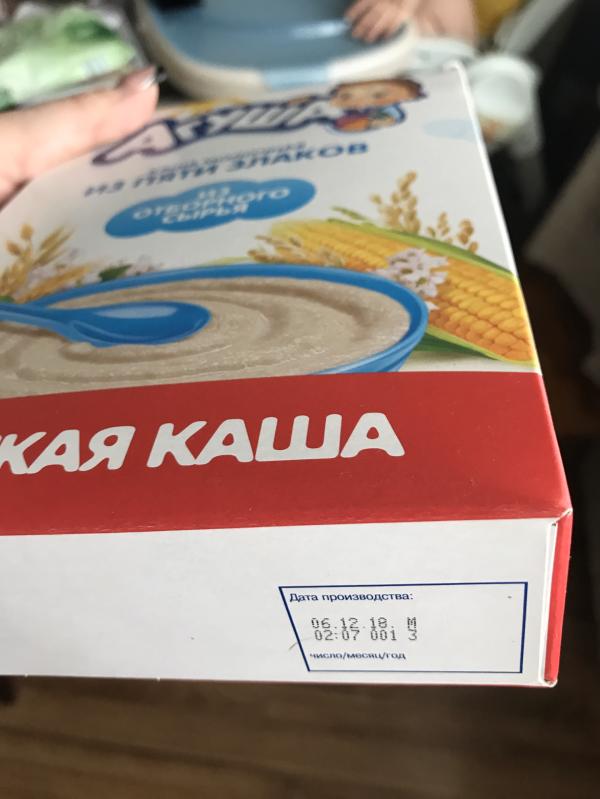 АГУША
ИЗ ПЯТИ ЗЛАКОВ
ИЗ
ОТБОРНОГО
СЫРЬЯ
КАЯ КАША
Дата производства:
06.12.18. М
02:07 001 3
число/месяц/год